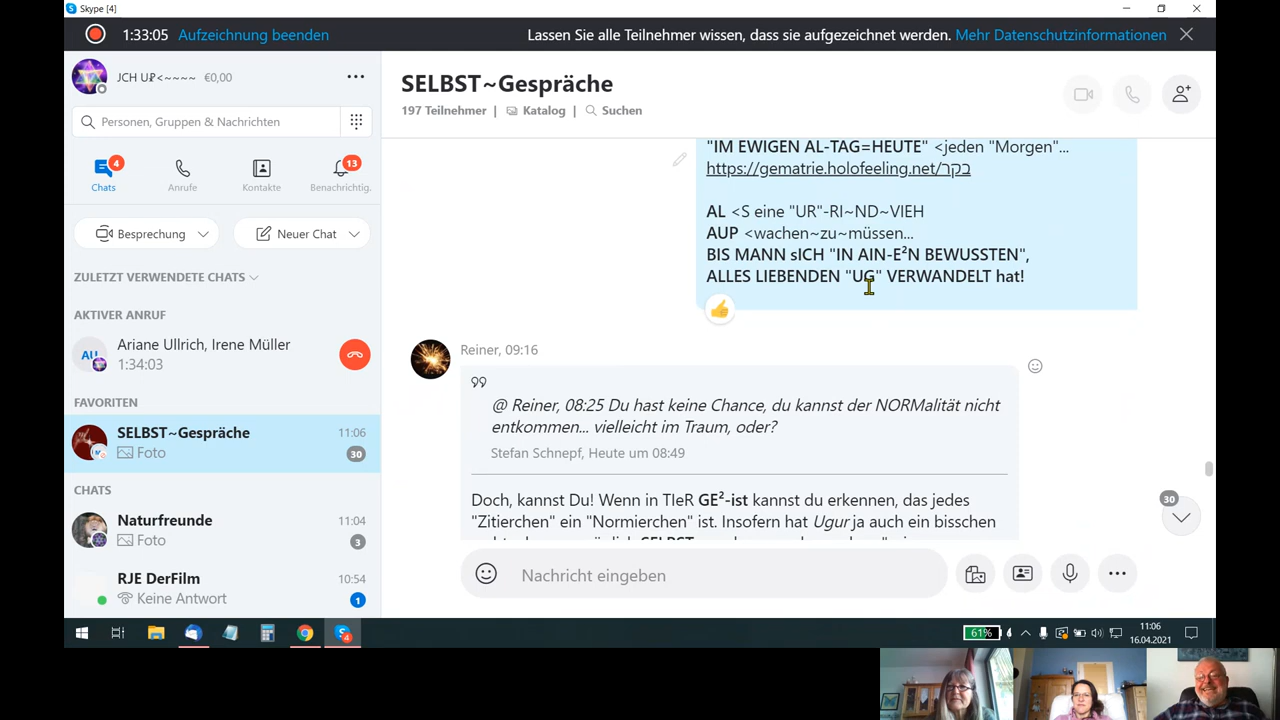 Skype [4]
1:33:05 Aufzeichnung beenden
Lassen Sie alle Teilnehmer wissen, dass sie aufgezeichnet werden. Mehr Datenschutzinformationen
JCH U₽<~~~~ €0,00
Personen, Gruppen & Nachrichten
4
13
Chats Anrufe Kontakte Benachrichtig.
Besprechung Neuer Chat
ZULETZT VERWENDETE CHATS
AKTIVER ANRUF
AU
Ariane Ullrich, Irene Müller
1:34:03
FAVORITEN
SELBST~Gespräche 11:06
Foto 30
CHATS
Naturfreunde 11:04
Foto 3
RJE DerFilm 10:54
Keine Antwort 1
SELBST~Gespräche
197 Teilnehmer | Katalog | Suchen
"IM EWIGEN AL-TAG=HEUTE" <jeden "Morgen"...
https://gematrie.holofeeling.net/בקר
AL <S eine "UR"-RI~ND~VIEH
AUP <wachen~zu~müssen...
BIS MANN sICH "IN AIN-E²N BEWUSSTEN",
ALLES LIEBENDEN "UG" VERWANDELT hat!
Reiner, 09:16
@ Reiner, 08:25 Du hast keine Chance, du kannst der NORMalität nicht
entkommen... vielleicht im Traum, oder?
Stefan Schnepf, Heute um 08:49
Doch, kannst Du! Wenn in TIeR GE²-ist kannst du erkennen, das jedes
"Zitierchen" ein "Normierchen" ist. Insofern hat Ugur ja auch ein bisschen
30
Nachricht eingeben
4
61%
11:06
16.04.2021